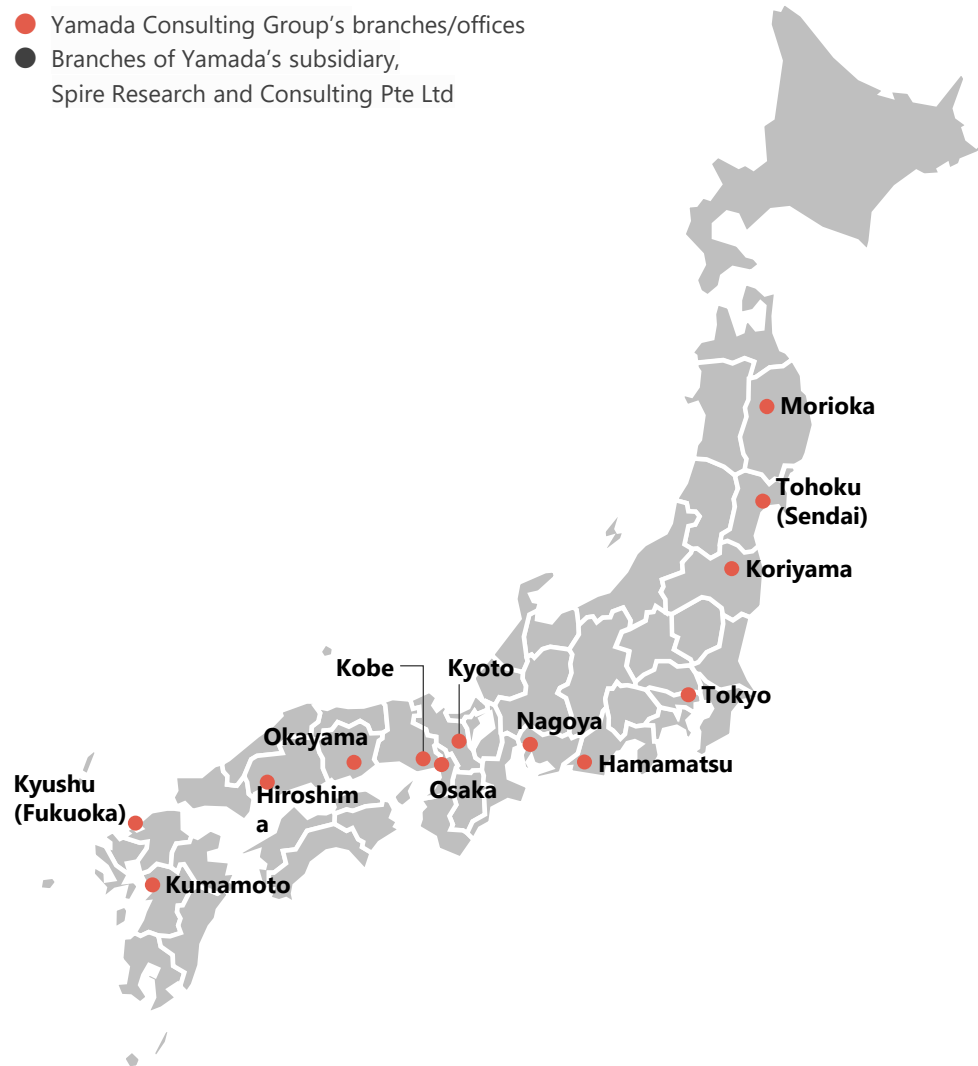 Yamada Consulting Group’s branches/offices
Branches of Yamada’s subsidiary,
Spire Research and Consulting Pte Ltd
Morioka
Tohoku
(Sendai)
Koriyama
Kobe
Kyoto
Tokyo
Nagoya
Okayama
Hamamatsu
Osaka
Hiroshim
a
Kyushu
(Fukuoka)
Kumamoto